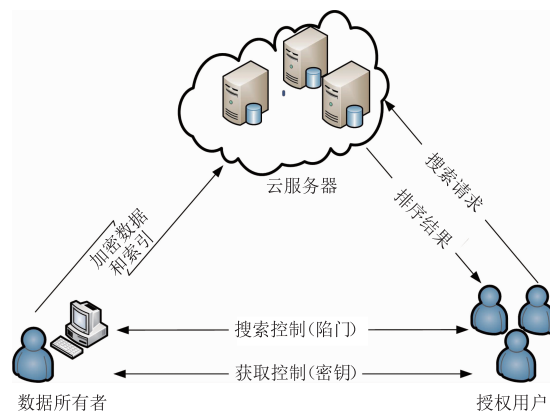 云服务器
搜索请求
排序结果
加密数据
和索引
搜索控制(陷门)
获取控制(密钥)
数据所有者
授权用户